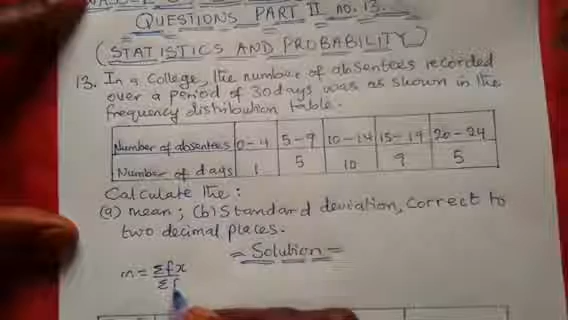 QUESTIONS PART II no. 13.
(STATISTICS AND PROBABILITY)
13. In a College, the number of absentees recorded
over a period of 30 days was as shown in the
frequency distribution table.
Number of absentees 0-4 5-9 10-14 15-19 20-24
Number of days 1 5 10 9 5
Calculate the:
(a) mean; (b) Standard deviation, correct to
two decimal places.
= Solution =
m = Σfx
Σf